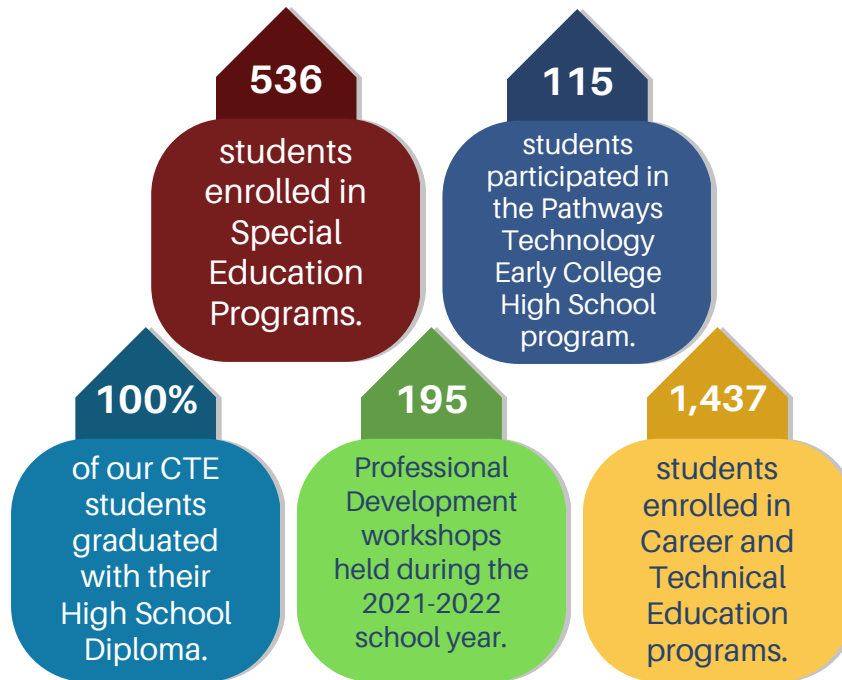 536
students
enrolled in
Special
Education
Programs.
115
students
participated in
the Pathways
Technology
Early College
High School
program.
100%
of our CTE
students
graduated
with their
High School
Diploma.
195
Professional
Development
workshops
held during the
2021-2022
school year.
1,437
students
enrolled in
Career and
Technical
Education
programs.